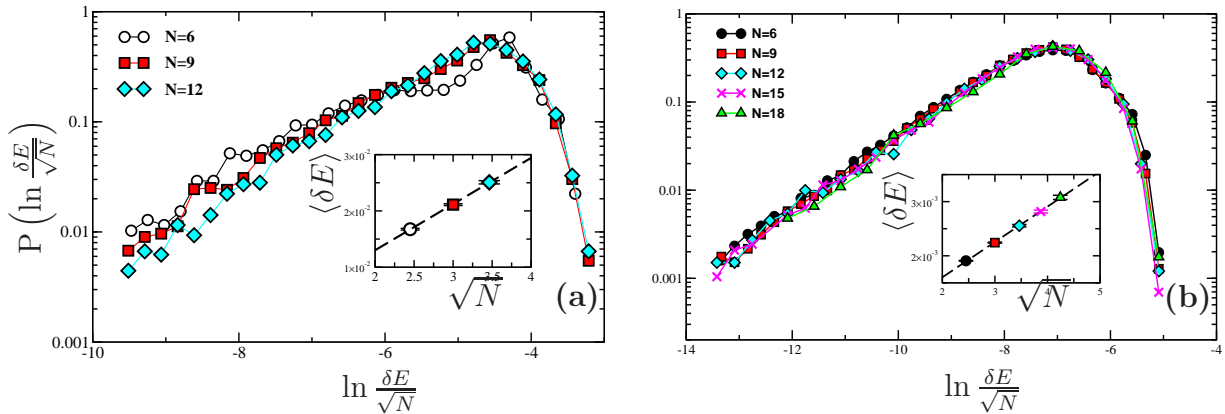 1
0.1
0.01
0.001
P(ln δE/√N)
N=6
N=9
N=12
3×10⁻²
2×10⁻²
1×10⁻²
⟨δE⟩
2
2.5
3
3.5
4
√N
(a)
-10
-8
-6
-4
ln δE/√N
1
0.1
0.01
0.001
N=6
N=9
N=12
N=15
N=18
3×10⁻³
2×10⁻³
⟨δE⟩
2
3
4
5
√N
(b)
-14
-12
-10
-8
-6
-4
ln δE/√N